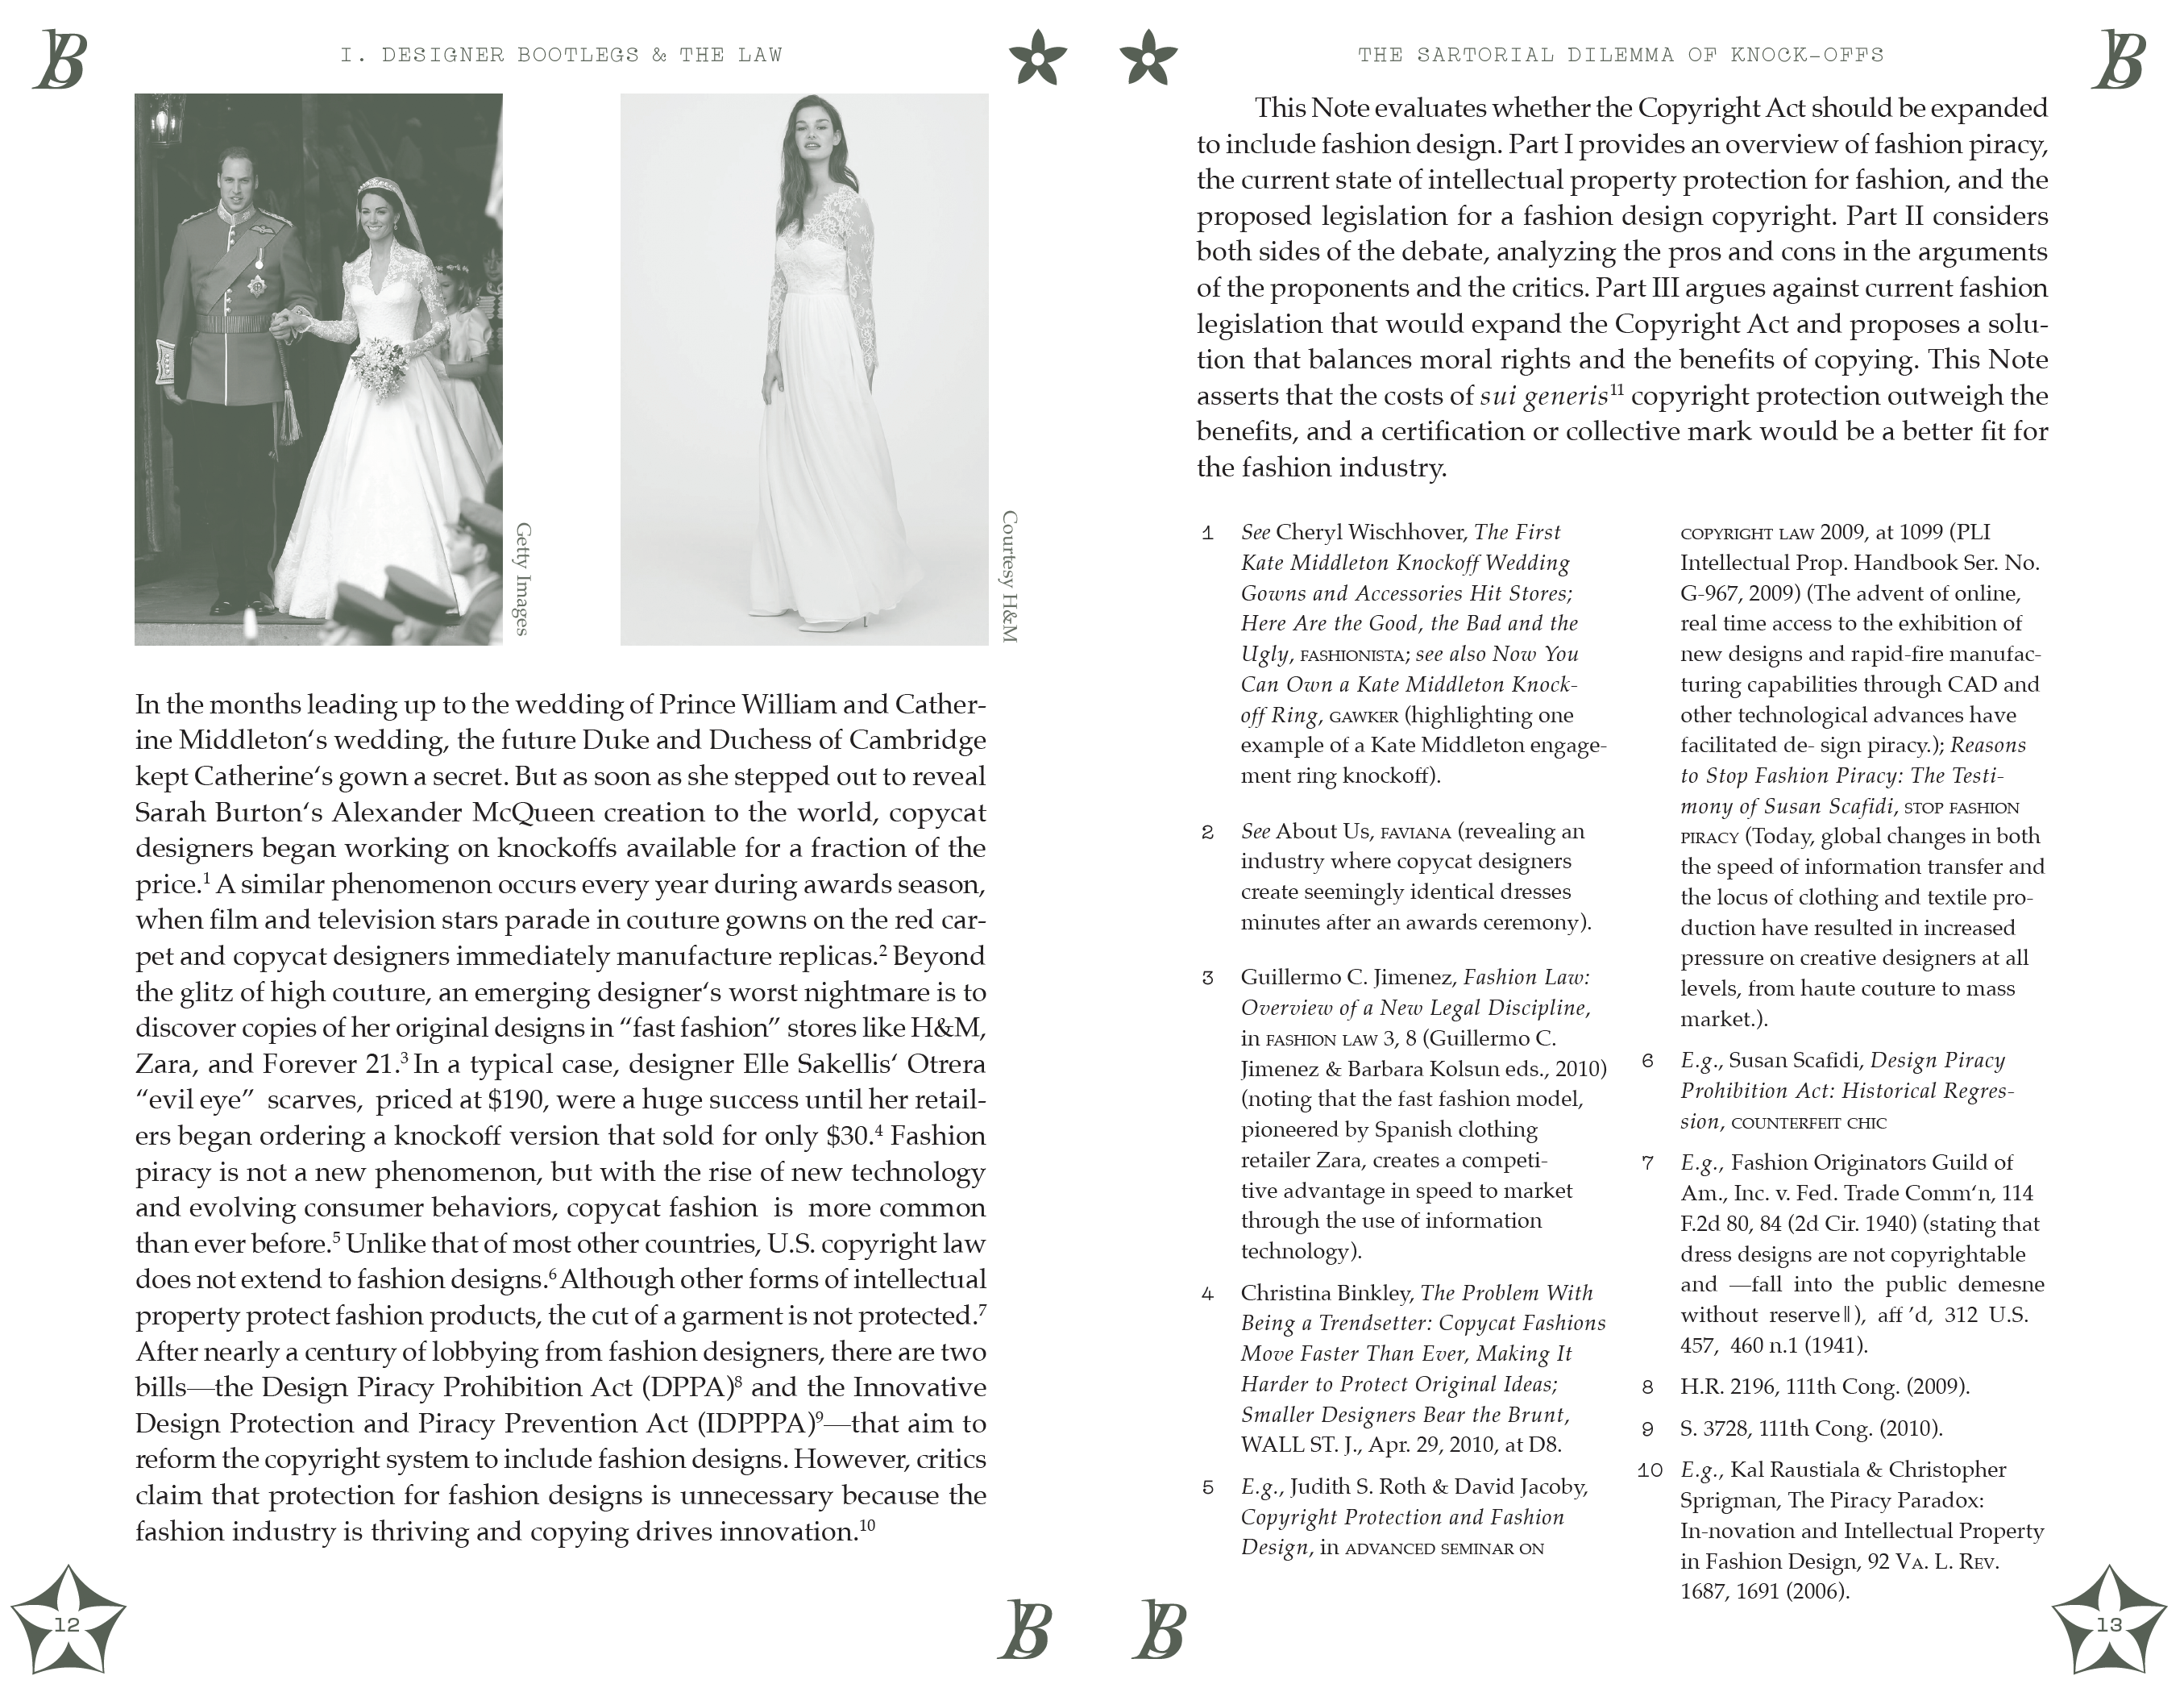 B
I. DESIGNER BOOTLEGS & THE LAW
Getty Images
Courtesy H&M
In the months leading up to the wedding of Prince William and Cather-
ine Middleton‘s wedding, the future Duke and Duchess of Cambridge
kept Catherine‘s gown a secret. But as soon as she stepped out to reveal
Sarah Burton‘s Alexander McQueen creation to the world, copycat
designers began working on knockoffs available for a fraction of the
price.¹ A similar phenomenon occurs every year during awards season,
when film and television stars parade in couture gowns on the red car-
pet and copycat designers immediately manufacture replicas.² Beyond
the glitz of high couture, an emerging designer‘s worst nightmare is to
discover copies of her original designs in “fast fashion” stores like H&M,
Zara, and Forever 21.³ In a typical case, designer Elle Sakellis‘ Otrera
“evil eye” scarves, priced at $190, were a huge success until her retail-
ers began ordering a knockoff version that sold for only $30.⁴ Fashion
piracy is not a new phenomenon, but with the rise of new technology
and evolving consumer behaviors, copycat fashion is more common
than ever before.⁵ Unlike that of most other countries, U.S. copyright law
does not extend to fashion designs.⁶ Although other forms of intellectual
property protect fashion products, the cut of a garment is not protected.⁷
After nearly a century of lobbying from fashion designers, there are two
bills—the Design Piracy Prohibition Act (DPPA)⁸ and the Innovative
Design Protection and Piracy Prevention Act (IDPPPA)⁹—that aim to
reform the copyright system to include fashion designs. However, critics
claim that protection for fashion designs is unnecessary because the
fashion industry is thriving and copying drives innovation.¹⁰
12
B
B
THE SARTORIAL DILEMMA OF KNOCK-OFFS
This Note evaluates whether the Copyright Act should be expanded
to include fashion design. Part I provides an overview of fashion piracy,
the current state of intellectual property protection for fashion, and the
proposed legislation for a fashion design copyright. Part II considers
both sides of the debate, analyzing the pros and cons in the arguments
of the proponents and the critics. Part III argues against current fashion
legislation that would expand the Copyright Act and proposes a solu-
tion that balances moral rights and the benefits of copying. This Note
asserts that the costs of sui generis¹¹ copyright protection outweigh the
benefits, and a certification or collective mark would be a better fit for
the fashion industry.
1 See Cheryl Wischhover, The First
Kate Middleton Knockoff Wedding
Gowns and Accessories Hit Stores;
Here Are the Good, the Bad and the
Ugly, FASHIONISTA; see also Now You
Can Own a Kate Middleton Knock-
off Ring, GAWKER (highlighting one
example of a Kate Middleton engage-
ment ring knockoff).
2 See About Us, FAVIANA (revealing an
industry where copycat designers
create seemingly identical dresses
minutes after an awards ceremony).
3 Guillermo C. Jimenez, Fashion Law:
Overview of a New Legal Discipline,
in FASHION LAW 3, 8 (Guillermo C.
Jimenez & Barbara Kolsun eds., 2010)
(noting that the fast fashion model,
pioneered by Spanish clothing
retailer Zara, creates a competi-
tive advantage in speed to market
through the use of information
technology).
4 Christina Binkley, The Problem With
Being a Trendsetter: Copycat Fashions
Move Faster Than Ever, Making It
Harder to Protect Original Ideas;
Smaller Designers Bear the Brunt,
WALL ST. J., Apr. 29, 2010, at D8.
5 E.g., Judith S. Roth & David Jacoby,
Copyright Protection and Fashion
Design, in ADVANCED SEMINAR ON
COPYRIGHT LAW 2009, at 1099 (PLI
Intellectual Prop. Handbook Ser. No.
G-967, 2009) (The advent of online,
real time access to the exhibition of
new designs and rapid-fire manufac-
turing capabilities through CAD and
other technological advances have
facilitated de- sign piracy.); Reasons
to Stop Fashion Piracy: The Testi-
mony of Susan Scafidi, STOP FASHION
PIRACY (Today, global changes in both
the speed of information transfer and
the locus of clothing and textile pro-
duction have resulted in increased
pressure on creative designers at all
levels, from haute couture to mass
market.).
6 E.g., Susan Scafidi, Design Piracy
Prohibition Act: Historical Regres-
sion, COUNTERFEIT CHIC
7 E.g., Fashion Originators Guild of
Am., Inc. v. Fed. Trade Comm‘n, 114
F.2d 80, 84 (2d Cir. 1940) (stating that
dress designs are not copyrightable
and —fall into the public demesne
without reserve‖), aff ’d, 312 U.S.
457, 460 n.1 (1941).
8 H.R. 2196, 111th Cong. (2009).
9 S. 3728, 111th Cong. (2010).
10 E.g., Kal Raustiala & Christopher
Sprigman, The Piracy Paradox:
In-novation and Intellectual Property
in Fashion Design, 92 VA. L. REV.
1687, 1691 (2006).
B
13